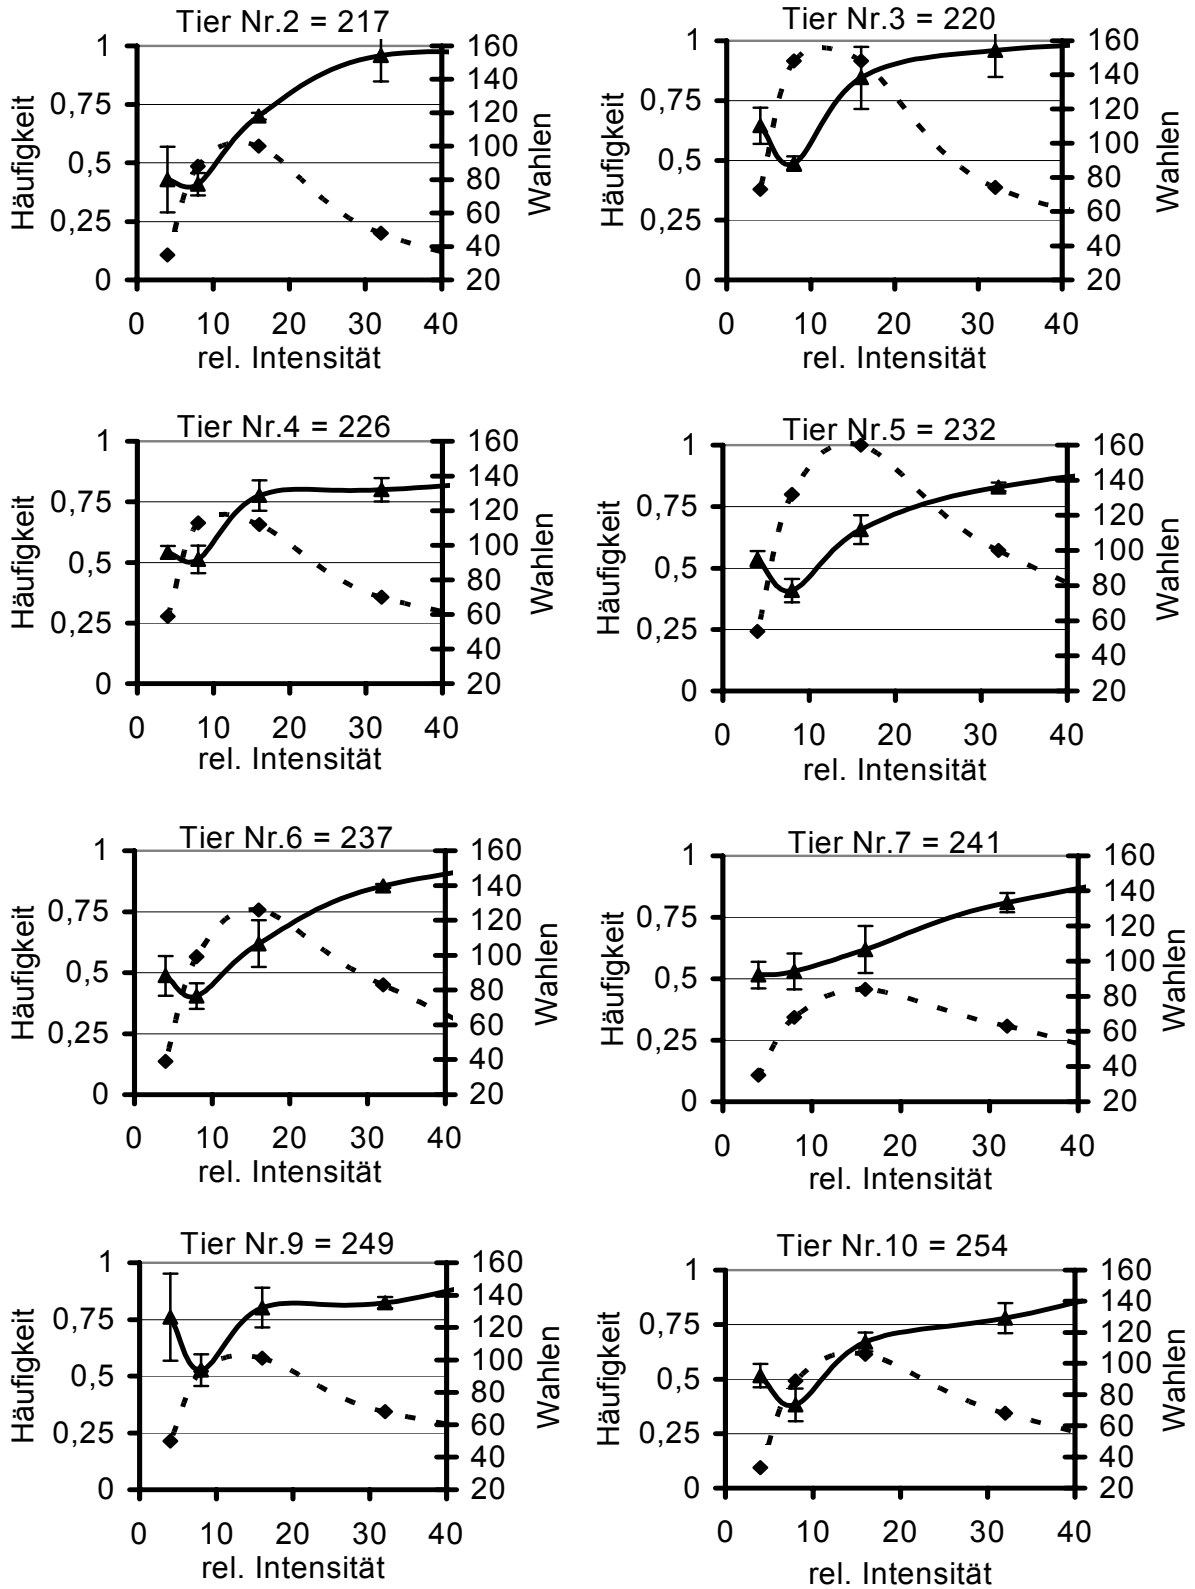 Tier Nr.2 = 217
1
0,75
0,5
0,25
0
Häufigkeit
160
140
120
100
80
60
40
20
Wahlen
0 10 20 30 40
rel. Intensität
Tier Nr.3 = 220
1
0,75
0,5
0,25
0
Häufigkeit
160
140
120
100
80
60
40
20
Wahlen
0 10 20 30 40
rel. Intensität
Tier Nr.4 = 226
1
0,75
0,5
0,25
0
Häufigkeit
160
140
120
100
80
60
40
20
Wahlen
0 10 20 30 40
rel. Intensität
Tier Nr.5 = 232
1
0,75
0,5
0,25
0
Häufigkeit
160
140
120
100
80
60
40
20
Wahlen
0 10 20 30 40
rel. Intensität
Tier Nr.6 = 237
1
0,75
0,5
0,25
0
Häufigkeit
160
140
120
100
80
60
40
20
Wahlen
0 10 20 30 40
rel. Intensität
Tier Nr.7 = 241
1
0,75
0,5
0,25
0
Häufigkeit
160
140
120
100
80
60
40
20
Wahlen
0 10 20 30 40
rel. Intensität
Tier Nr.9 = 249
1
0,75
0,5
0,25
0
Häufigkeit
160
140
120
100
80
60
40
20
Wahlen
0 10 20 30 40
rel. Intensität
Tier Nr.10 = 254
1
0,75
0,5
0,25
0
Häufigkeit
160
140
120
100
80
60
40
20
Wahlen
0 10 20 30 40
rel. Intensität